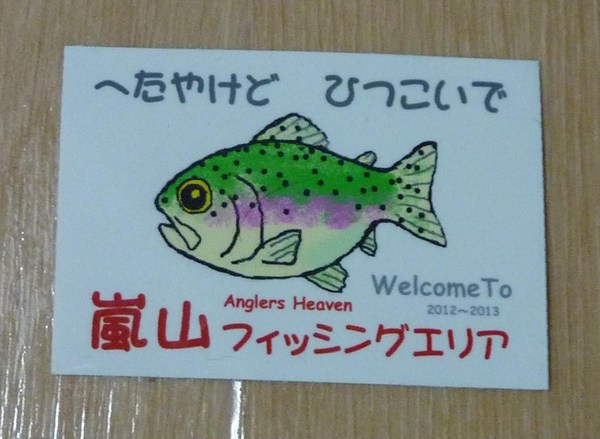 へたやけど ひつこいで
WelcomeTo
2012～2013
Anglers Heaven
嵐山フィッシングエリア